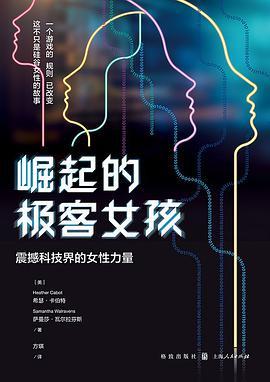 一个游戏的 规则 已改变
这不只是硅谷女性的故事
崛起的
极客女孩
震撼科技界的女性力量
[美]
Heather Cabot
希瑟·卡伯特
Samantha Walravens
萨曼莎·瓦尔拉芬斯
著
方琪
译
格致出版社 上海人民出版社